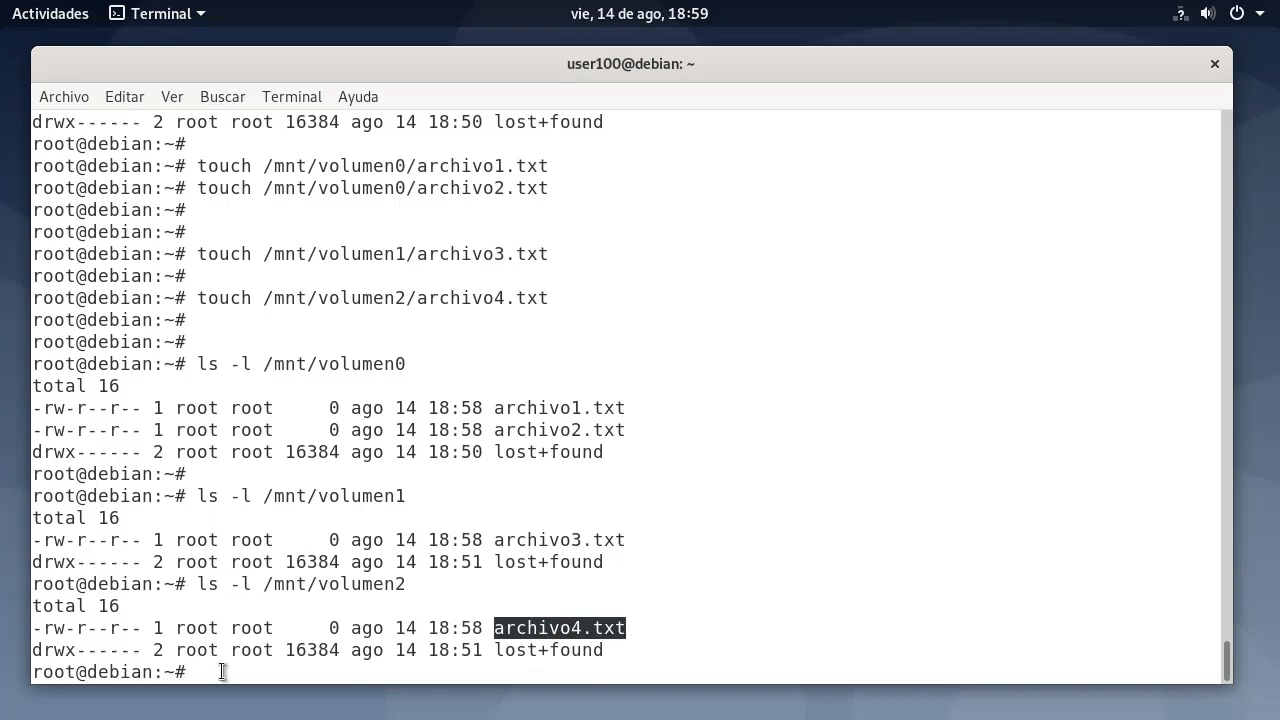 Actividades Terminal vie, 14 de ago, 18:59 ?
user100@debian: ~ ×
Archivo Editar Ver Buscar Terminal Ayuda
drwx------ 2 root root 16384 ago 14 18:50 lost+found
root@debian:~#
root@debian:~# touch /mnt/volumen0/archivo1.txt
root@debian:~# touch /mnt/volumen0/archivo2.txt
root@debian:~#
root@debian:~#
root@debian:~# touch /mnt/volumen1/archivo3.txt
root@debian:~#
root@debian:~# touch /mnt/volumen2/archivo4.txt
root@debian:~#
root@debian:~#
root@debian:~# ls -l /mnt/volumen0
total 16
-rw-r--r-- 1 root root     0 ago 14 18:58 archivo1.txt
-rw-r--r-- 1 root root     0 ago 14 18:58 archivo2.txt
drwx------ 2 root root 16384 ago 14 18:50 lost+found
root@debian:~#
root@debian:~# ls -l /mnt/volumen1
total 16
-rw-r--r-- 1 root root     0 ago 14 18:58 archivo3.txt
drwx------ 2 root root 16384 ago 14 18:51 lost+found
root@debian:~# ls -l /mnt/volumen2
total 16
-rw-r--r-- 1 root root     0 ago 14 18:58 archivo4.txt
drwx------ 2 root root 16384 ago 14 18:51 lost+found
root@debian:~#